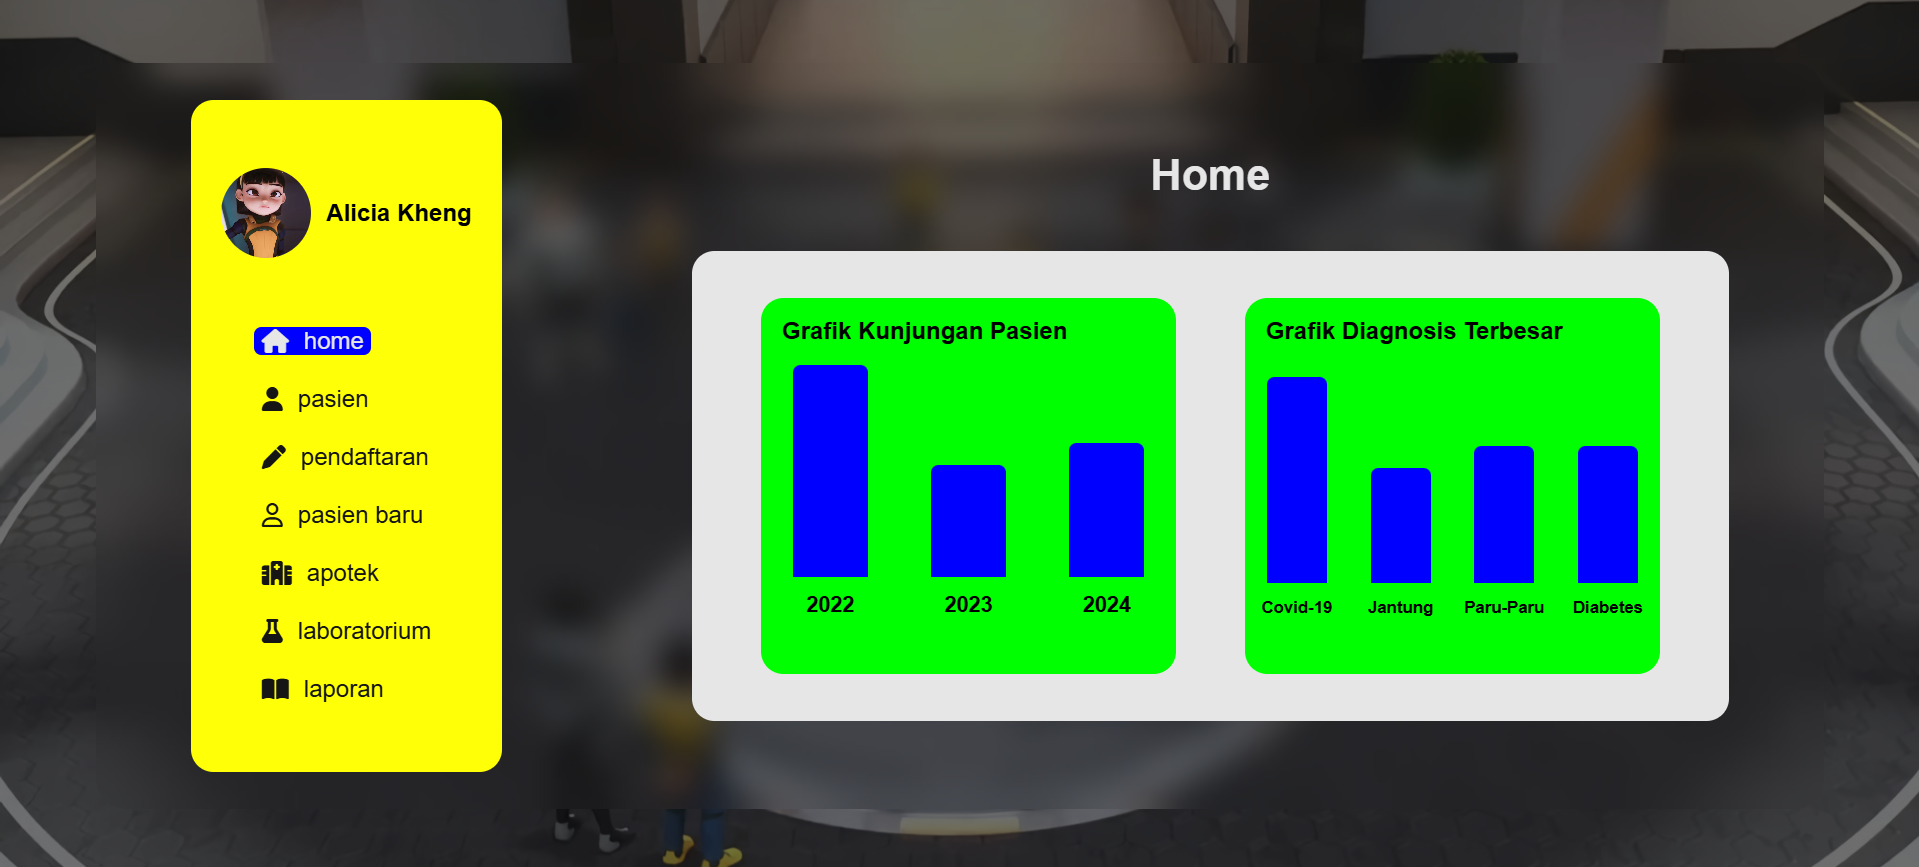 Alicia Kheng
home
pasien
pendaftaran
pasien baru
apotek
laboratorium
laporan
Home
Grafik Kunjungan Pasien
2022 2023 2024
Grafik Diagnosis Terbesar
Covid-19 Jantung Paru-Paru Diabetes